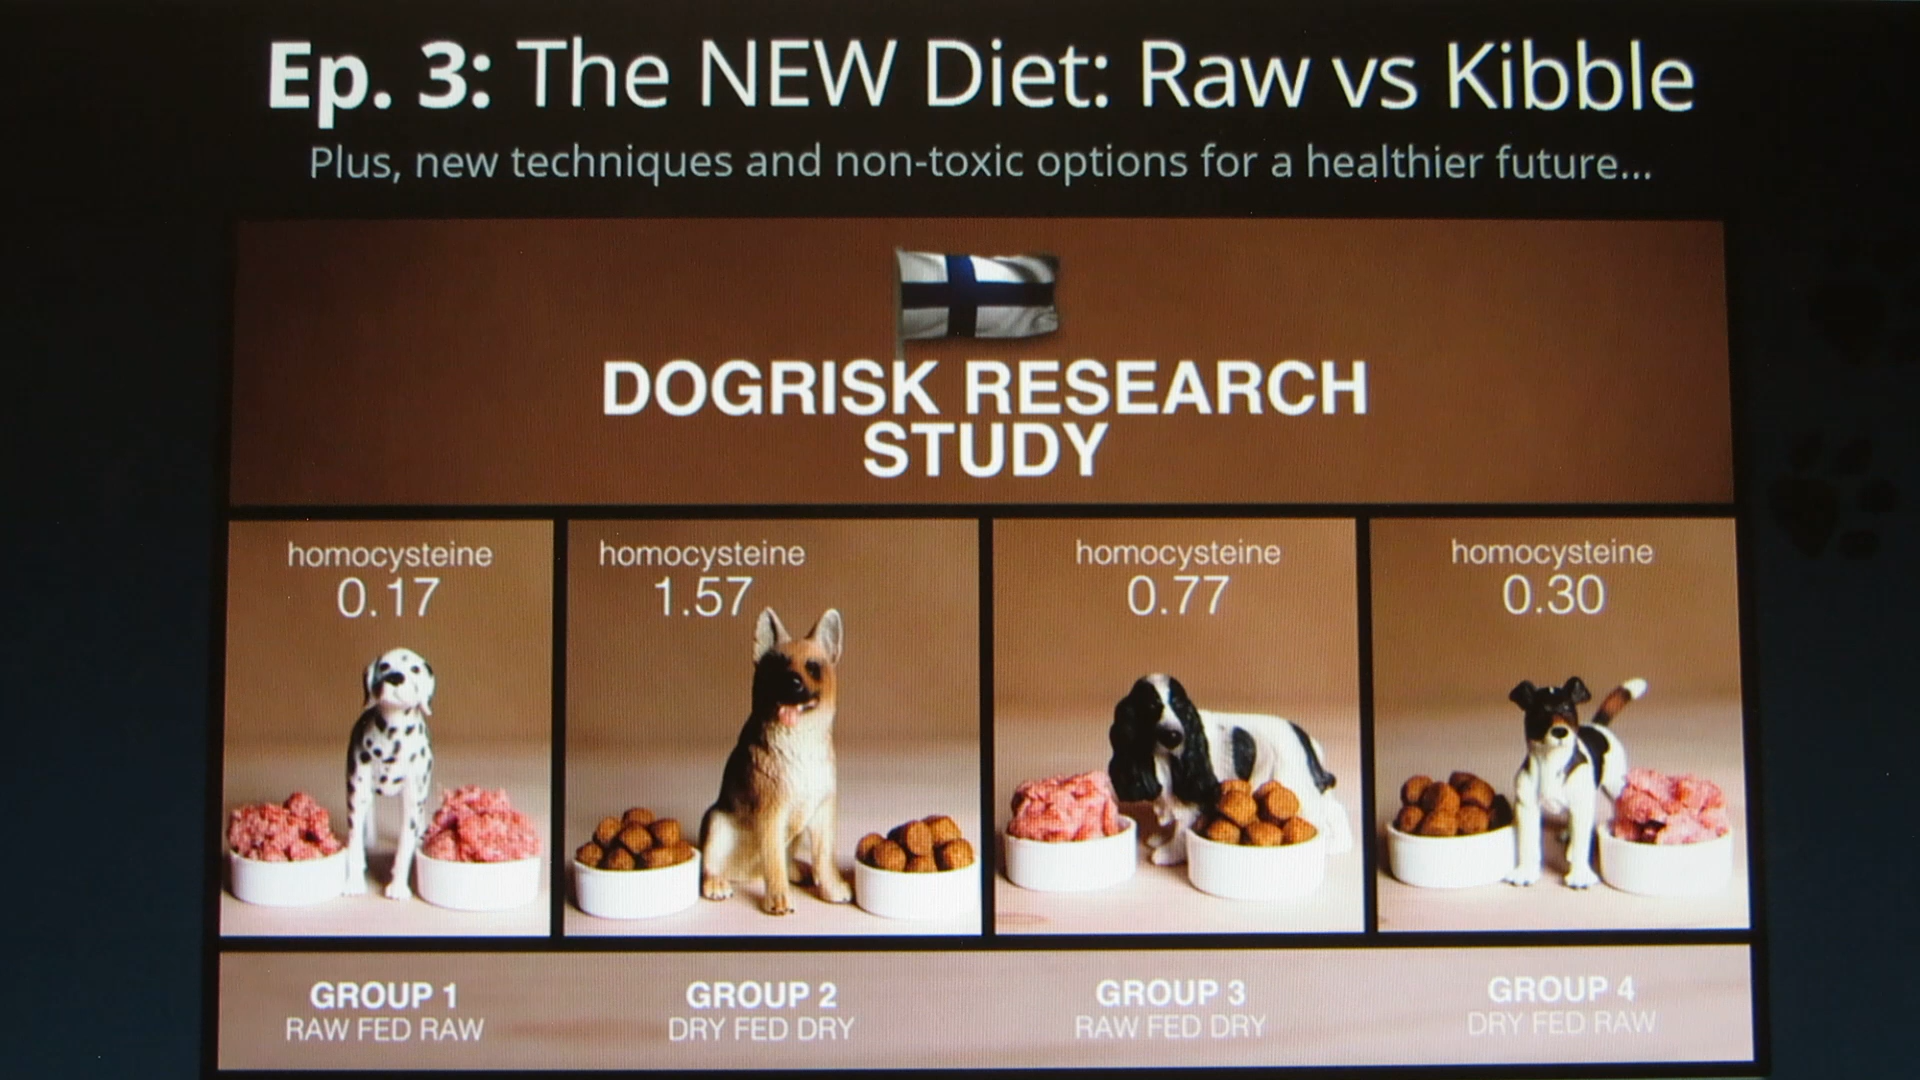 Ep. 3: The NEW Diet: Raw vs Kibble
Plus, new techniques and non-toxic options for a healthier future...
DOGRISK RESEARCH
STUDY
homocysteine
0.17
homocysteine
1.57
homocysteine
0.77
homocysteine
0.30
GROUP 1
RAW FED RAW
GROUP 2
DRY FED DRY
GROUP 3
RAW FED DRY
GROUP 4
DRY FED RAW